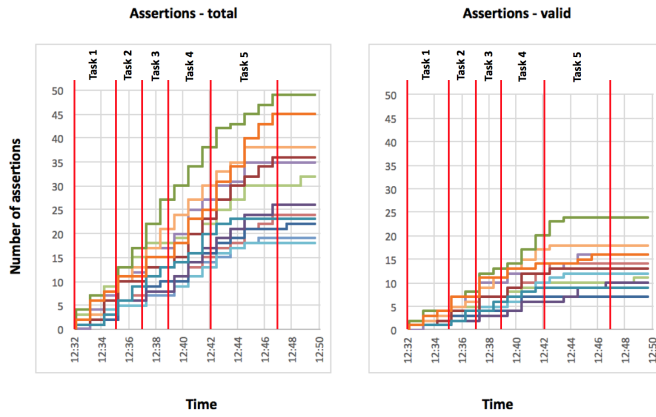 Assertions - total
Assertions - valid
Task 1
Task 2
Task 3
Task 4
Task 5
Task 1
Task 2
Task 3
Task 4
Task 5
Number of assertions
50
45
40
35
30
25
20
15
10
5
0
50
45
40
35
30
25
20
15
10
5
0
12:32
12:34
12:36
12:38
12:40
12:42
12:44
12:46
12:48
12:50
12:32
12:34
12:36
12:38
12:40
12:42
12:44
12:46
12:48
12:50
Time
Time